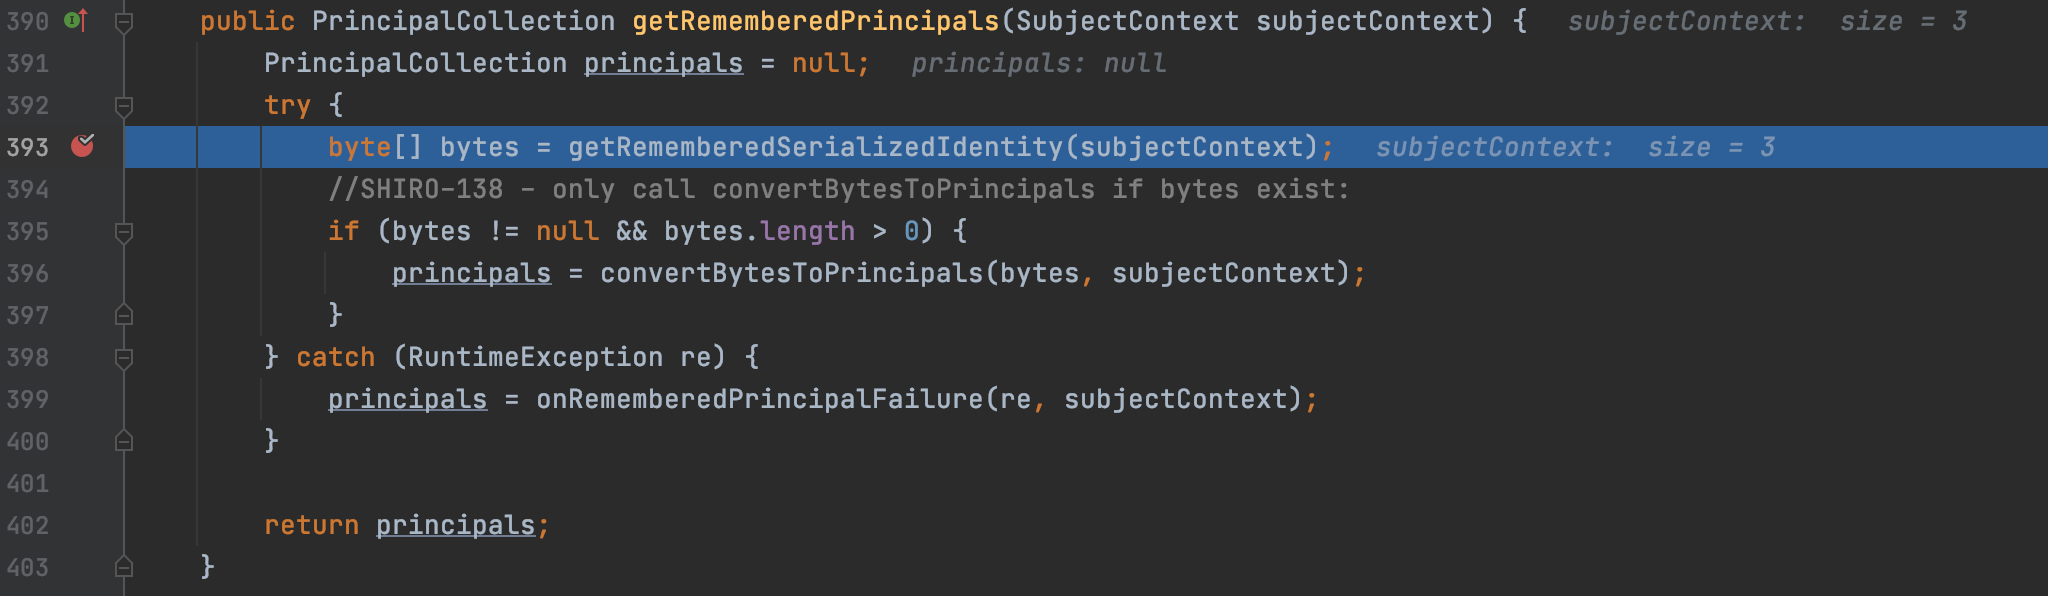 390 public PrincipalCollection getRememberedPrincipals(SubjectContext subjectContext) { subjectContext: size = 3
391 PrincipalCollection principals = null; principals: null
392 try {
393 byte[] bytes = getRememberedSerializedIdentity(subjectContext); subjectContext: size = 3
394 //SHIRO-138 - only call convertBytesToPrincipals if bytes exist:
395 if (bytes != null && bytes.length > 0) {
396 principals = convertBytesToPrincipals(bytes, subjectContext);
397 }
398 } catch (RuntimeException re) {
399 principals = onRememberedPrincipalFailure(re, subjectContext);
400 }
401
402 return principals;
403 }